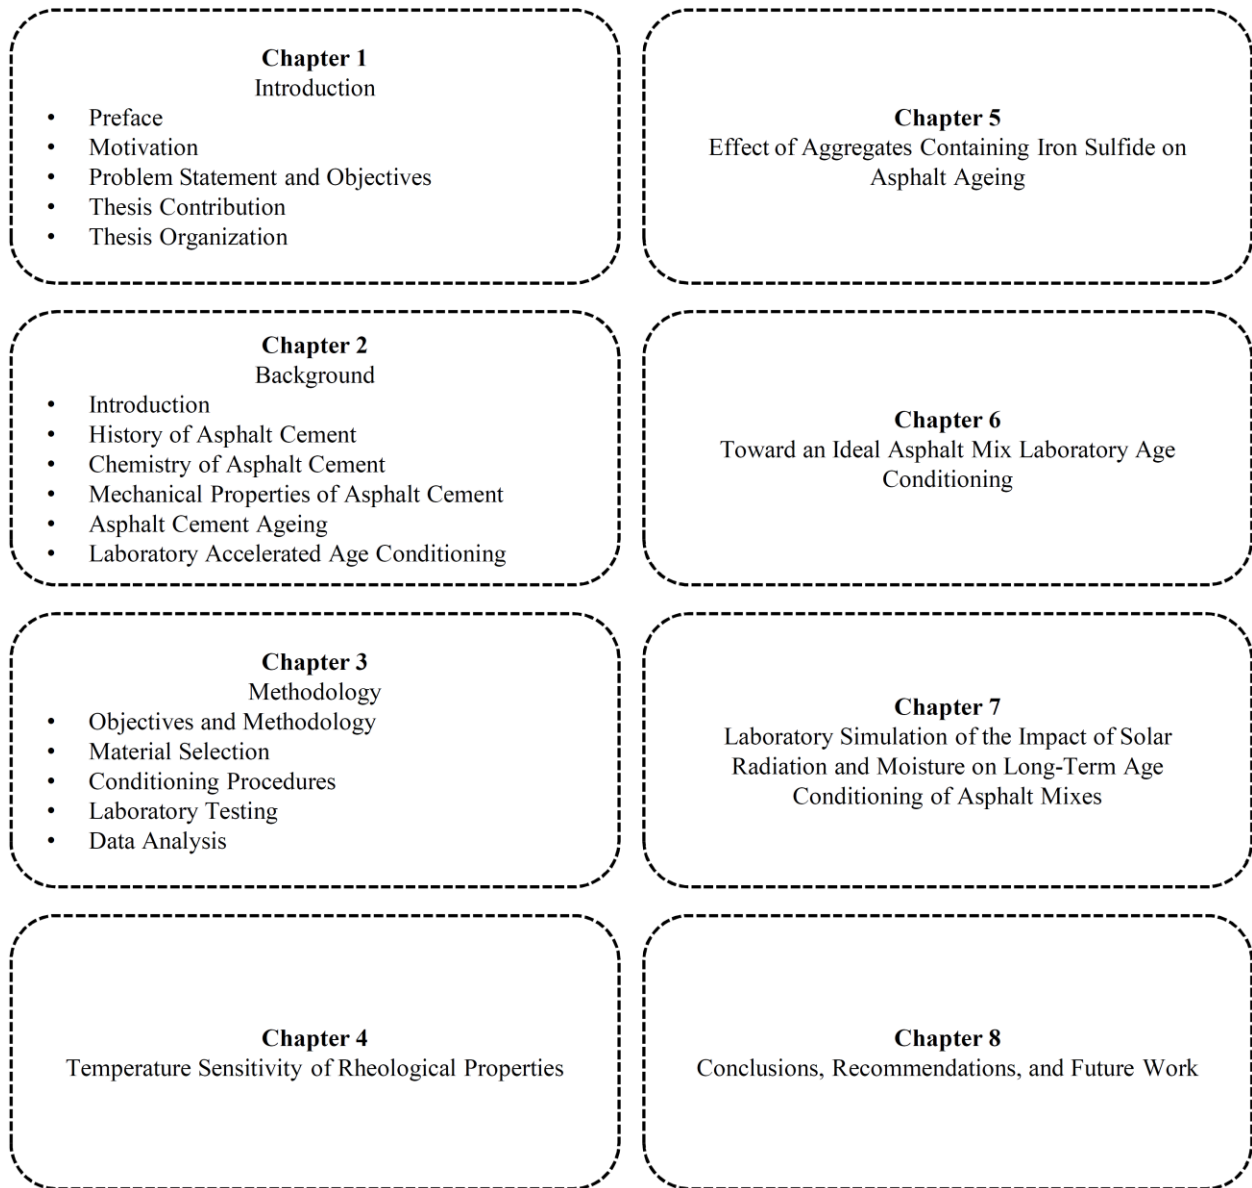 Chapter 1
Introduction
• Preface
• Motivation
• Problem Statement and Objectives
• Thesis Contribution
• Thesis Organization
Chapter 2
Background
• Introduction
• History of Asphalt Cement
• Chemistry of Asphalt Cement
• Mechanical Properties of Asphalt Cement
• Asphalt Cement Ageing
• Laboratory Accelerated Age Conditioning
Chapter 3
Methodology
• Objectives and Methodology
• Material Selection
• Conditioning Procedures
• Laboratory Testing
• Data Analysis
Chapter 4
Temperature Sensitivity of Rheological Properties
Chapter 5
Effect of Aggregates Containing Iron Sulfide on
Asphalt Ageing
Chapter 6
Toward an Ideal Asphalt Mix Laboratory Age
Conditioning
Chapter 7
Laboratory Simulation of the Impact of Solar
Radiation and Moisture on Long-Term Age
Conditioning of Asphalt Mixes
Chapter 8
Conclusions, Recommendations, and Future Work